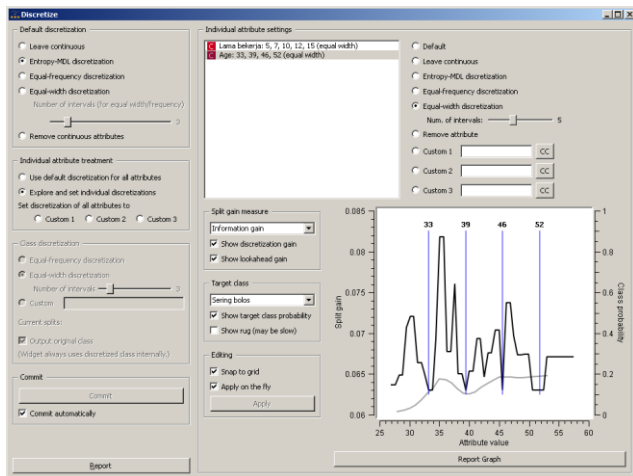 Discretize
Default discretization
Leave continuous
Entropy-MDL discretization
Equal-frequency discretization
Equal-width discretization
Number of intervals (for equal width/frequency)
3
Remove continuous attributes
Individual attribute treatment
Use default discretization for all attributes
Explore and set individual discretizations
Set discretization of all attributes to
Custom 1 Custom 2 Custom 3
Class discretization
Equal-frequency discretization
Equal-width discretization
Number of intervals 3
Custom
Current splits:
Output original class
(Widget always uses discretized class internally.)
Commit
Commit
Commit automatically
Report
Individual attribute settings
C Lama bekerja: 5, 7, 10, 12, 15 (equal width)
C Age: 33, 39, 46, 52 (equal width)
Default
Leave continuous
Entropy-MDL discretization
Equal-frequency discretization
Equal-width discretization
Num. of intervals: 5
Remove attribute
Custom 1 CC
Custom 2 CC
Custom 3 CC
Split gain measure
Information gain
Show discretization gain
Show lookahead gain
Target class
Sering bolos
Show target class probability
Show rug (may be slow)
Editing
Snap to grid
Apply on the fly
Apply
33 39 46 52
Split gain
0.085
0.08
0.075
0.07
0.065
0.06
25 30 35 40 45 50 55 60
Attribute value
1
0.8
0.6
0.4
0.2
0
Class probability
Report Graph